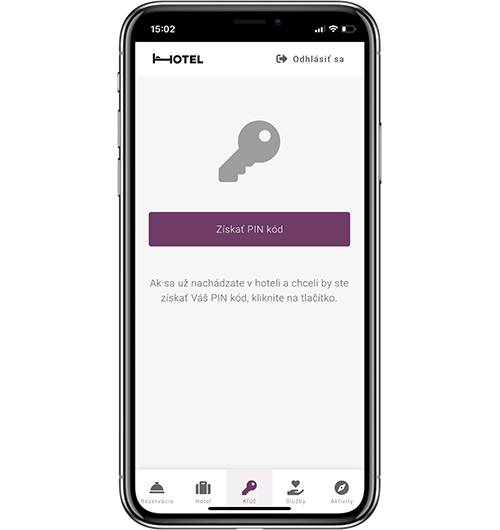 15:02
HOTEL
Odhlásiť sa
Získať PIN kód
Ak sa už nachádzate v hoteli a chceli by ste
získať Váš PIN kód, kliknite na tlačítko.
Rezervácia Hotel Kľúč Služby Aktivity